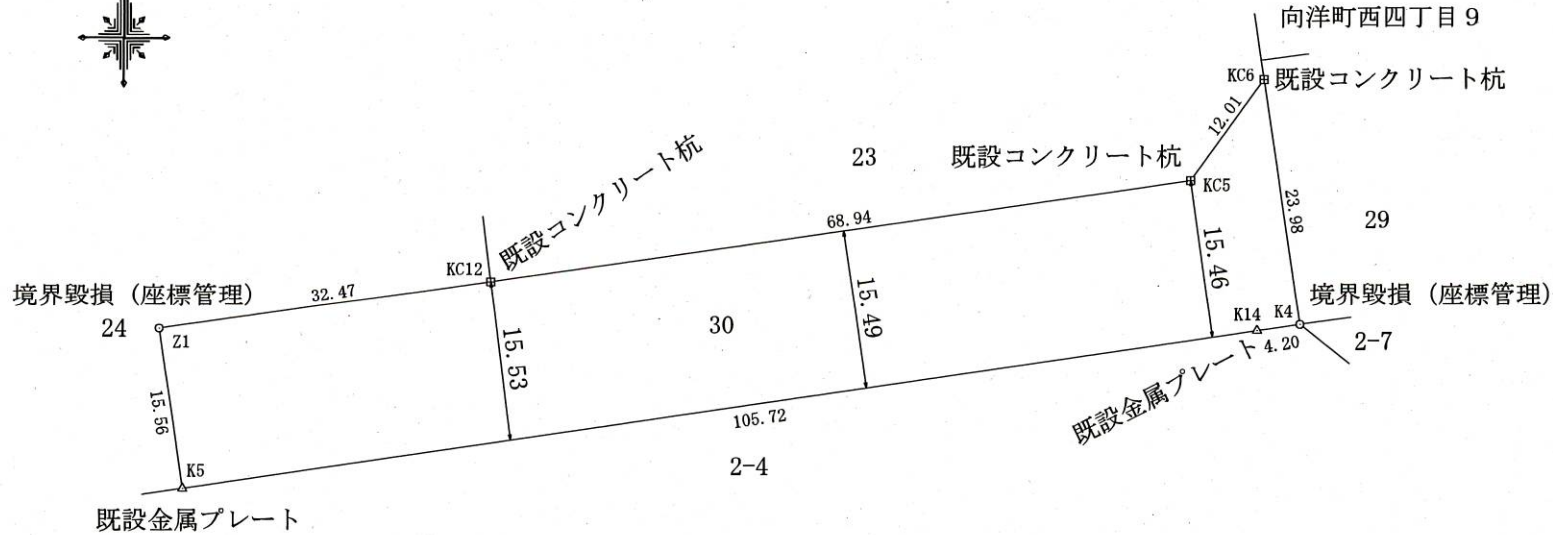 向洋町西四丁目9
KC6
既設コンクリート杭
12.01
既設コンクリート杭
23
既設コンクリート杭
KC5
68.94
23.98
29
15.46
KC12
境界毀損（座標管理）
32.47
24
Z1
15.49
境界毀損（座標管理）
30
K14
K4
4.20
2-7
15.53
既設金属プレート
15.56
105.72
K5
2-4
既設金属プレート